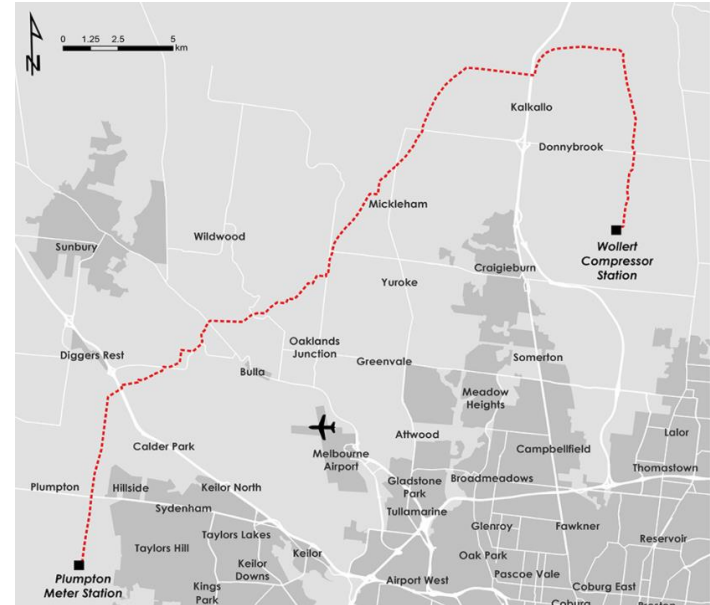 0 1.25 2.5 5
km
N
Kalkallo
Donnybrook
Mickleham
Wildwood
Sunbury
Wollert
Compressor
Station
Craigieburn
Yuroke
Oaklands
Junction
Diggers Rest
Greenvale
Somerton
Bulla
Meadow
Heights
Calder Park
Melbourne
Airport
Attwood
Campbellfield
Lalor
Thomastown
Plumpton
Hillside
Keilor North
Gladstone
Park
Broadmeadows
Sydenham
Tullamarine
Taylors Hill
Taylors Lakes
Keilor
Glenroy
Fawkner
Reservoir
Plumpton
Meter Station
Keilor
Downs
Oak Park
Kings
Park
Airport West
Pascoe Vale
Coburg East
Coburg
Preston